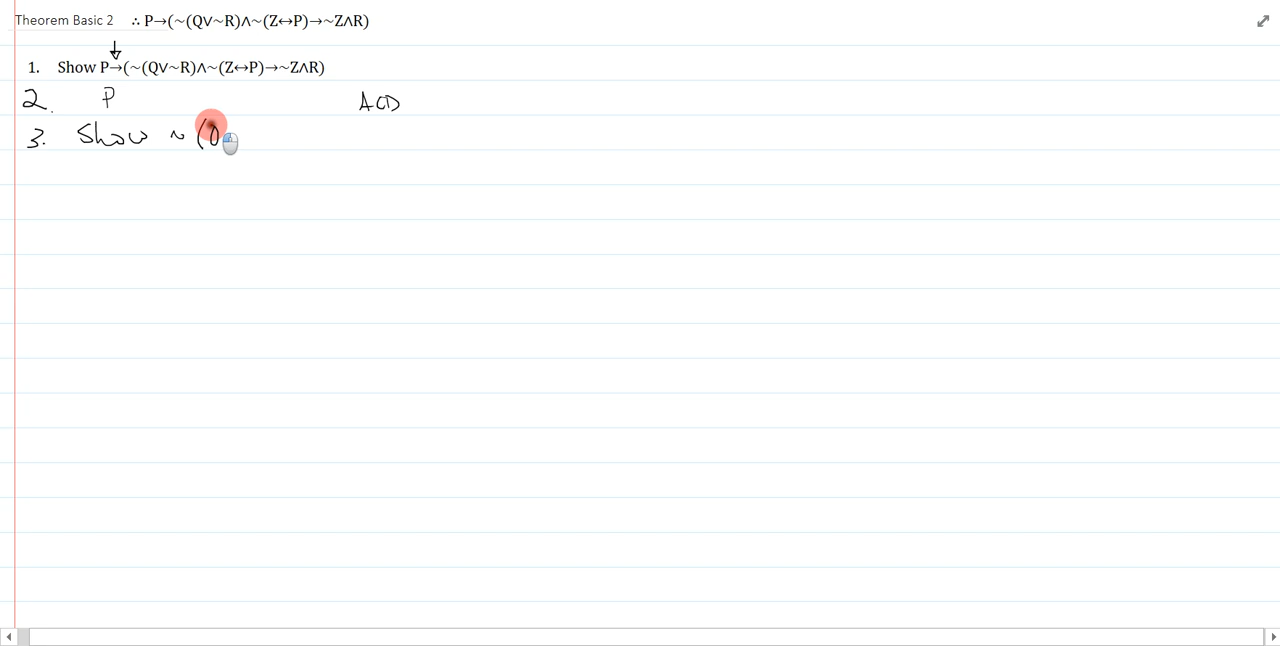 Theorem Basic 2 ∴ P→(~(Q∨~R)∧~(Z↔P)→~Z∧R)
1. Show P→(~(Q∨~R)∧~(Z↔P)→~Z∧R)
2. P ACD
3. Show ~ (